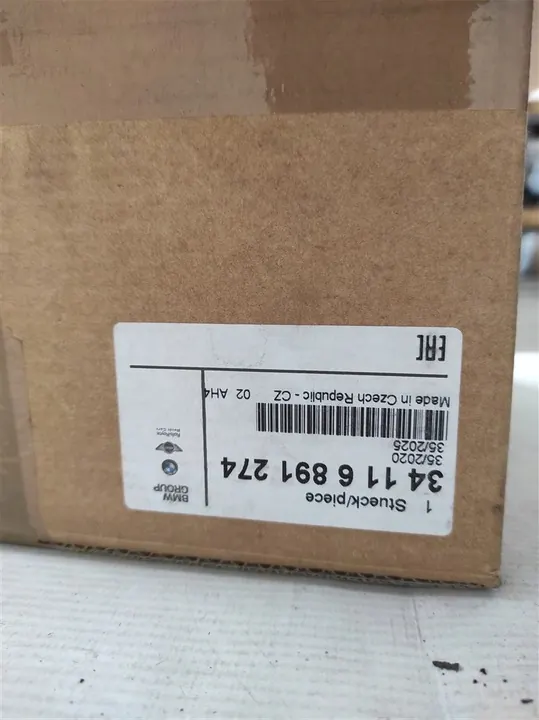 1 Stueck/piece
34 11 6 891 274
35/2020
35/2025
Made in Czech Republic - CZ 02 AH4
EAC
BMW
GROUP